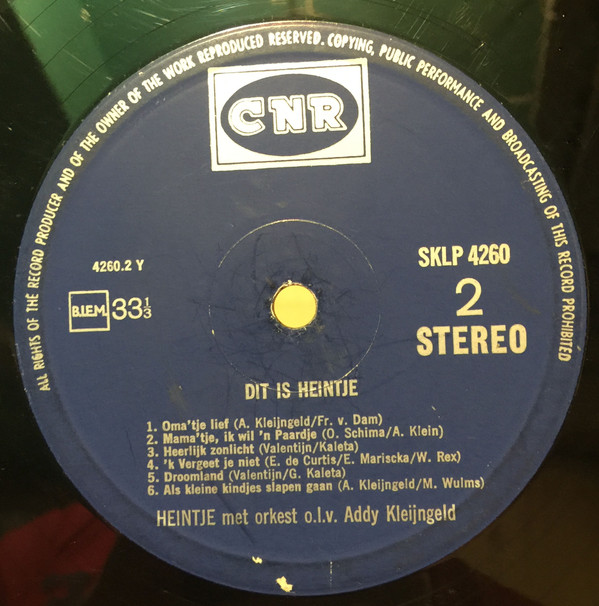 ALL RIGHTS OF THE RECORD PRODUCER AND OF THE OWNER OF THE WORK REPRODUCED RESERVED. COPYING, PUBLIC PERFORMANCE AND BROADCASTING OF THIS RECORD PROHIBITED
CNR
4260.2 Y
SKLP 4260
B.I.E.M. 33⅓
2
STEREO
DIT IS HEINTJE
1. Oma'tje lief (A. Kleijngeld/Fr. v. Dam)
2. Mama'tje, ik wil 'n Paardje (O. Schima/A. Klein)
3. Heerlijk zonlicht (Valentijn/Kaleta)
4. 'k Vergeet je niet (E. de Curtis/E. Mariscka/W. Rex)
5. Droomland (Valentijn/G. Kaleta)
6. Als kleine kindjes slapen gaan (A. Kleijngeld/M. Wulms)
HEINTJE met orkest o.l.v. Addy Kleijngeld